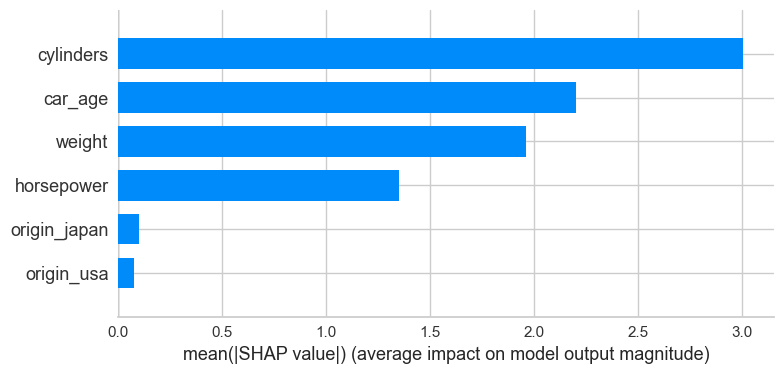 cylinders
car_age
weight
horsepower
origin_japan
origin_usa
0.0 0.5 1.0 1.5 2.0 2.5 3.0
mean(|SHAP value|) (average impact on model output magnitude)